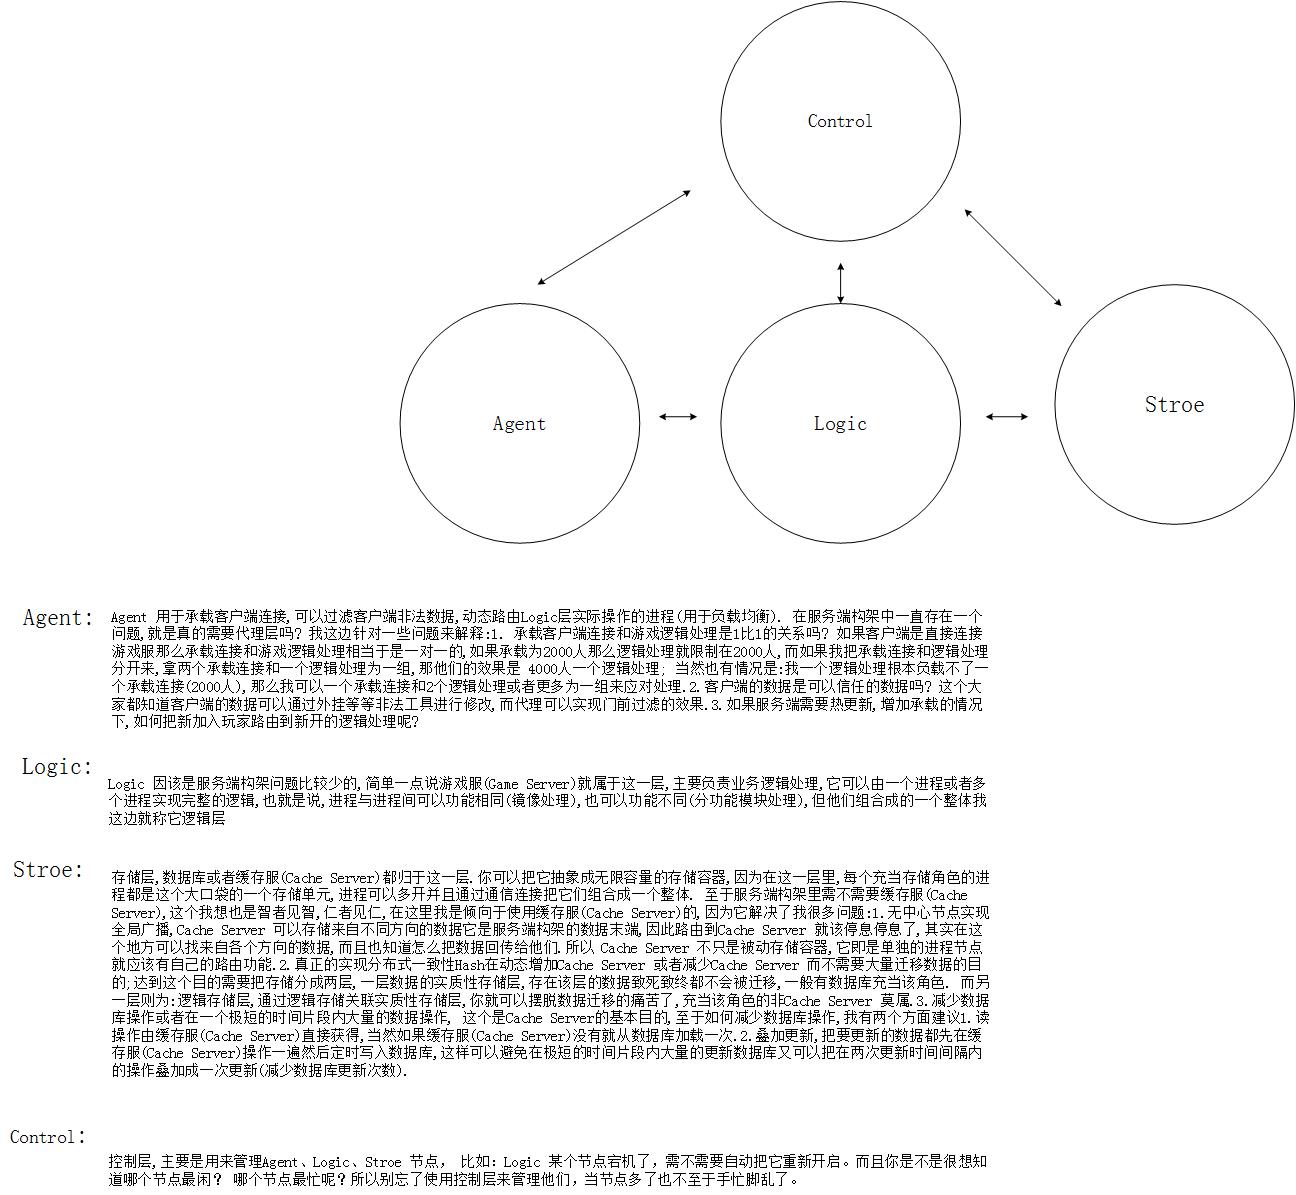 Control
Agent
Logic
Stroe
Agent:
Agent 用于承载客户端连接,可以过滤客户端非法数据,动态路由Logic层实际操作的进程(用于负载均衡). 在服务端构架中一直存在一个
问题,就是真的需要代理层吗? 我这边针对一些问题来解释:1. 承载客户端连接和游戏逻辑处理是1比1的关系吗? 如果客户端是直接连接
游戏服那么承载连接和游戏逻辑处理相当于是一对一的,如果承载为2000人那么逻辑处理就限制在2000人,而如果我把承载连接和逻辑处理
分开来,拿两个承载连接和一个逻辑处理为一组,那他们的效果是 4000人一个逻辑处理; 当然也有情况是:我一个逻辑处理根本负载不了一
个承载连接(2000人),那么我可以一个承载连接和2个逻辑处理或者更多为一组来应对处理.2.客户端的数据是可以信任的数据吗? 这个大
家都知道客户端的数据可以通过外挂等等非法工具进行修改,而代理可以实现门前过滤的效果.3.如果服务端需要热更新,增加承载的情况
下,如何把新加入玩家路由到新开的逻辑处理呢?
Logic:
Logic 因该是服务端构架问题比较少的,简单一点说游戏服(Game Server)就属于这一层,主要负责业务逻辑处理,它可以由一个进程或者多
个进程实现完整的逻辑,也就是说,进程与进程间可以功能相同(镜像处理),也可以功能不同(分功能模块处理),但他们组合成的一个整体我
这边就称它逻辑层
Stroe:
存储层,数据库或者缓存服(Cache Server)都归于这一层.你可以把它抽象成无限容量的存储容器,因为在这一层里,每个充当存储角色的进
程都是这个大口袋的一个存储单元,进程可以多开并且通过通信连接把它们组合成一个整体. 至于服务端构架里需不需要缓存服(Cache
Server),这个我想也是智者见智,仁者见仁,在这里我是倾向于使用缓存服(Cache Server)的,因为它解决了我很多问题:1.无中心节点实现
全局广播,Cache Server 可以存储来自不同方向的数据它是服务端构架的数据末端,因此路由到Cache Server 就该停息停息了,其实在这
个地方可以找来自各个方向的数据,而且也知道怎么把数据回传给他们.所以 Cache Server 不只是被动存储容器,它即是单独的进程节点
就应该有自己的路由功能.2.真正的实现分布式一致性Hash在动态增加Cache Server 或者减少Cache Server 而不需要大量迁移数据的目
的;达到这个目的需要把存储分成两层,一层数据的实质性存储层,存在该层的数据致死致终都不会被迁移,一般有数据库充当该角色. 而另
一层则为:逻辑存储层,通过逻辑存储关联实质性存储层,你就可以摆脱数据迁移的痛苦了,充当该角色的非Cache Server 莫属.3.减少数据
库操作或者在一个极短的时间片段内大量的数据操作, 这个是Cache Server的基本目的,至于如何减少数据库操作,我有两个方面建议1.读
操作由缓存服(Cache Server)直接获得,当然如果缓存服(Cache Server)没有就从数据库加载一次.2.叠加更新,把要更新的数据都先在缓
存服(Cache Server)操作一遍然后定时写入数据库,这样可以避免在极短的时间片段内大量的更新数据库又可以把在两次更新时间间隔内
的操作叠加成一次更新(减少数据库更新次数).
Control:
控制层,主要是用来管理Agent、Logic、Stroe 节点， 比如：Logic 某个节点宕机了，需不需要自动把它重新开启。而且你是不是很想知
道哪个节点最闲？ 哪个节点最忙呢？所以别忘了使用控制层来管理他们，当节点多了也不至于手忙脚乱了。